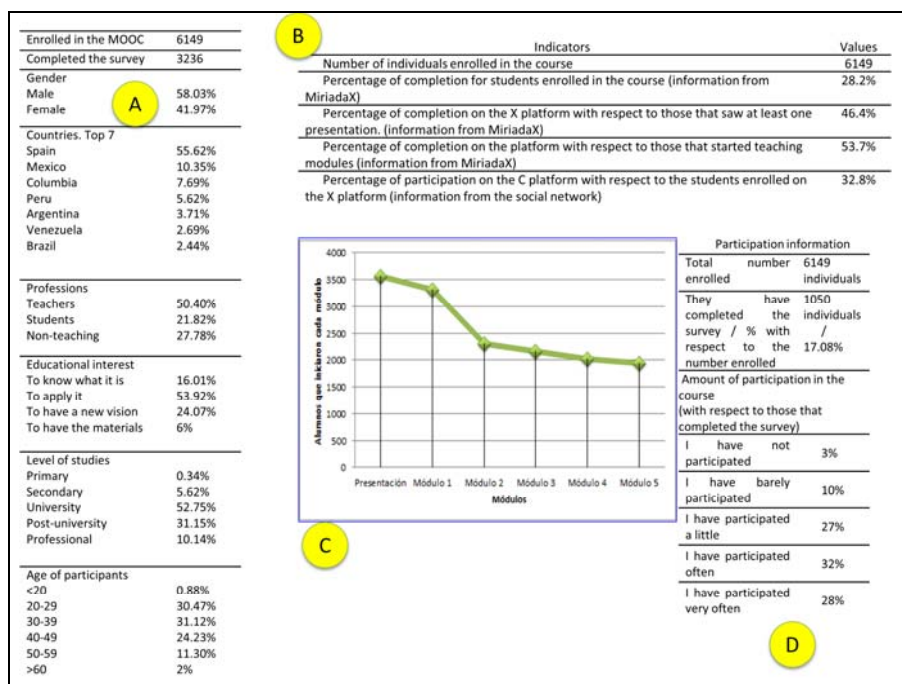 Enrolled in the MOOC 6149
Completed the survey 3236
Gender
Male 58.03%
Female 41.97%
A
Countries. Top 7
Spain 55.62%
Mexico 10.35%
Columbia 7.69%
Peru 5.62%
Argentina 3.71%
Venezuela 2.69%
Brazil 2.44%
Professions
Teachers 50.40%
Students 21.82%
Non-teaching 27.78%
Educational interest
To know what it is 16.01%
To apply it 53.92%
To have a new vision 24.07%
To have the materials 6%
Level of studies
Primary 0.34%
Secondary 5.62%
University 52.75%
Post-university 31.15%
Professional 10.14%
Age of participants
<20 0.88%
20-29 30.47%
30-39 31.12%
40-49 24.23%
50-59 11.30%
>60 2%
B
Indicators Values
Number of individuals enrolled in the course 6149
Percentage of completion for students enrolled in the course (information from 28.2%
MiriadaX)
Percentage of completion on the X platform with respect to those that saw at least one 46.4%
presentation. (information from MiriadaX)
Percentage of completion on the platform with respect to those that started teaching 53.7%
modules (information from MiriadaX)
Percentage of participation on the C platform with respect to the students enrolled on 32.8%
the X platform (information from the social network)
Alumnos que iniciaron cada módulo
4000
3500
3000
2500
2000
1500
1000
500
0
Presentación Módulo 1 Módulo 2 Módulo 3 Módulo 4 Módulo 5
Módulos
C
Participation information
Total number 6149
enrolled individuals
They have 1050
completed the individuals
survey / % with /
respect to the 17.08%
number enrolled
Amount of participation in the
course
(with respect to those that
completed the survey)
I have not
participated 3%
I have barely
participated 10%
I have participated
a little 27%
I have participated
often 32%
I have participated
very often 28%
D